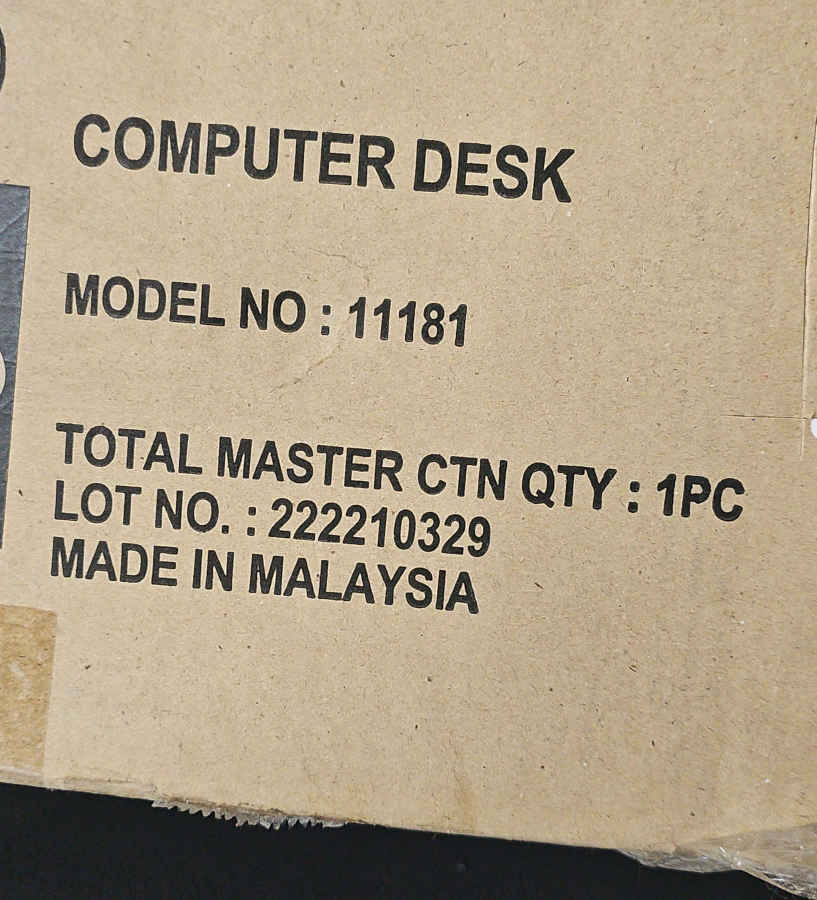 COMPUTER DESK
MODEL NO : 11181
TOTAL MASTER CTN QTY : 1PC
LOT NO. : 222210329
MADE IN MALAYSIA